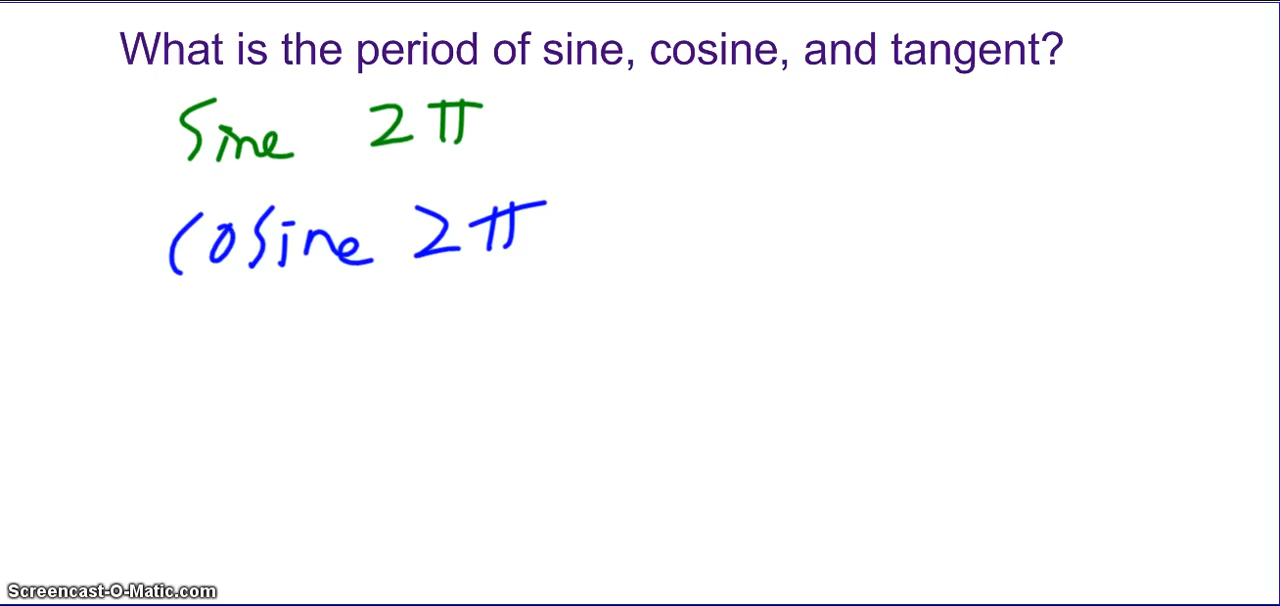 What is the period of sine, cosine, and tangent?
Sine 2π
Cosine 2π
Screencast-O-Matic.com